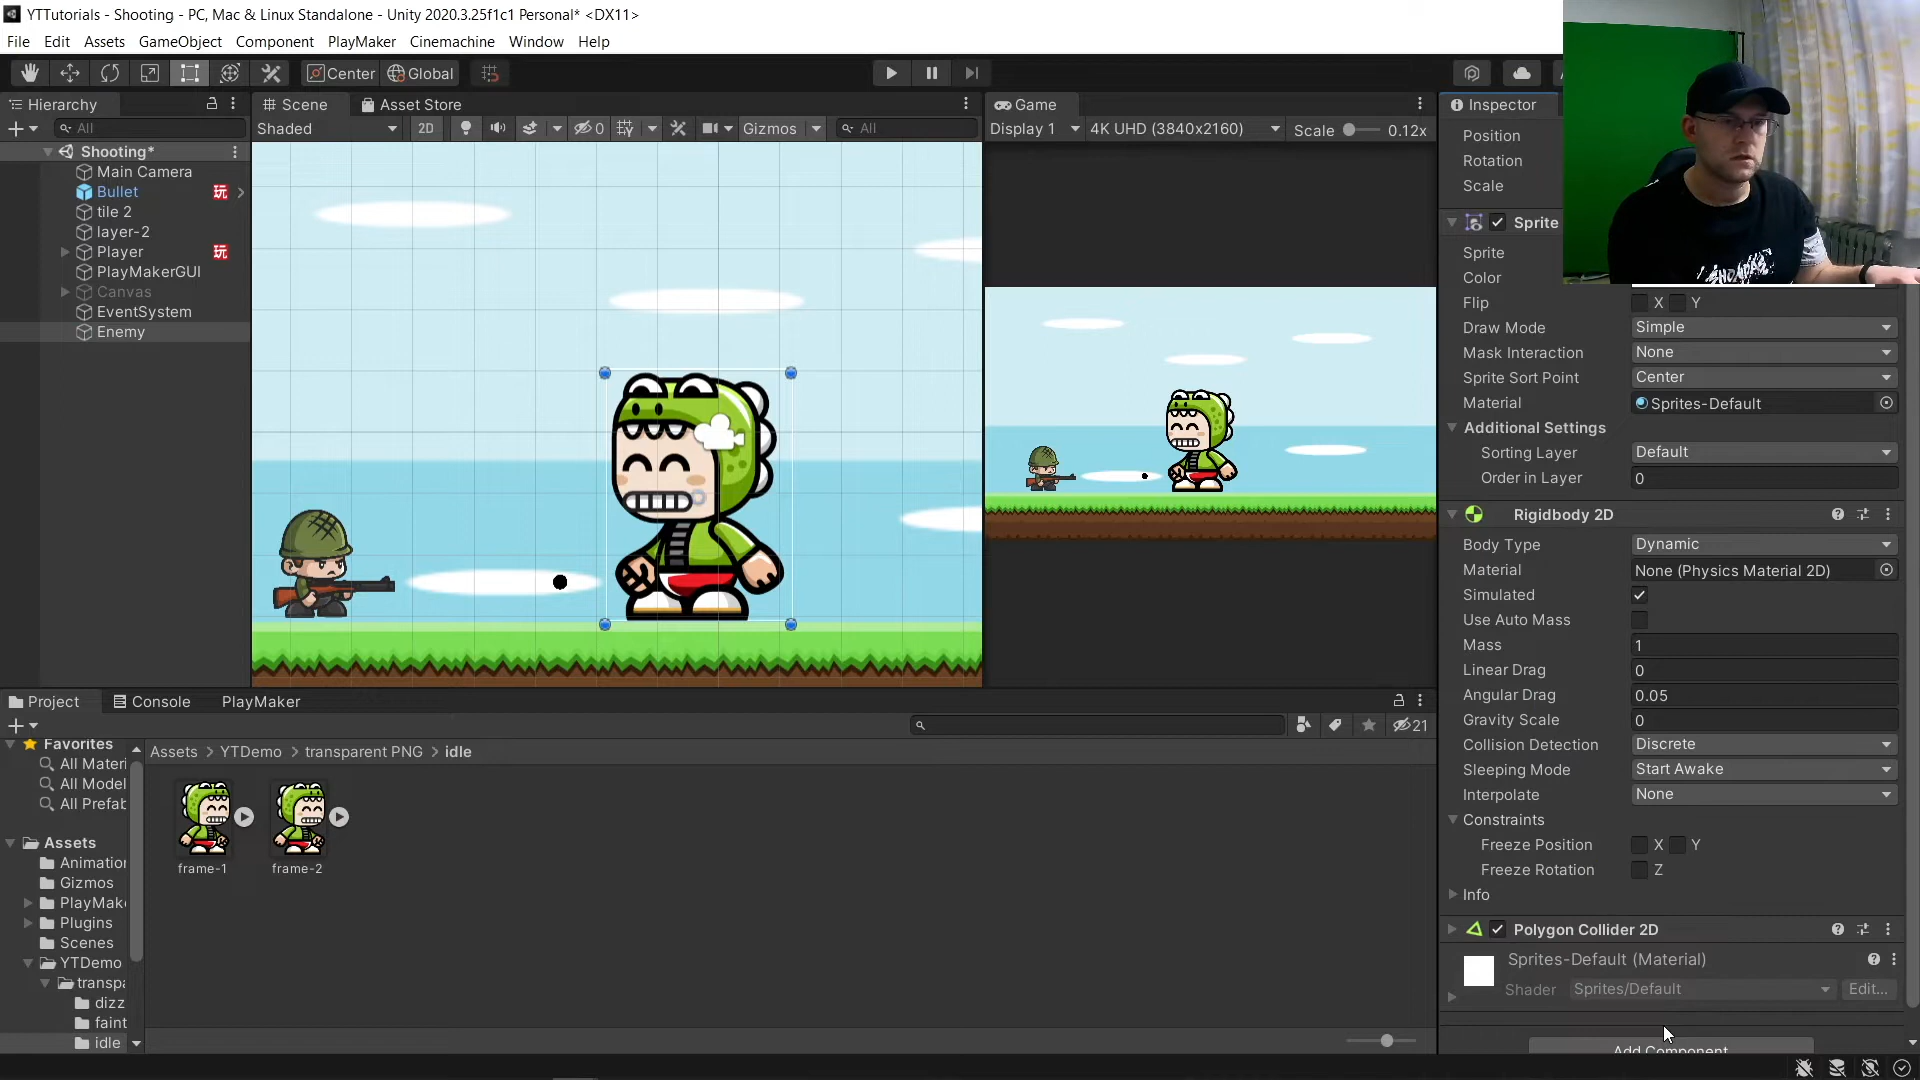 YTTutorials - Shooting - PC, Mac & Linux Standalone - Unity 2020.3.25f1c1 Personal* <DX11>
File Edit Assets GameObject Component PlayMaker Cinemachine Window Help
Center Global
Hierarchy
All
Shooting*
Main Camera
Bullet 玩
tile 2
layer-2
Player 玩
PlayMakerGUI
Canvas
EventSystem
Enemy
Scene Asset Store
Shaded 2D 0 Gizmos All
Game
Display 1 4K UHD (3840x2160) Scale 0.12x
Inspector
Position
Rotation
Scale
Sprite
Sprite
Color
Flip X Y
Draw Mode Simple
Mask Interaction None
Sprite Sort Point Center
Material Sprites-Default
Additional Settings
Sorting Layer Default
Order in Layer 0
Rigidbody 2D
Body Type Dynamic
Material None (Physics Material 2D)
Simulated
Use Auto Mass
Mass 1
Linear Drag 0
Angular Drag 0.05
Gravity Scale 0
Collision Detection Discrete
Sleeping Mode Start Awake
Interpolate None
Constraints
Freeze Position X Y
Freeze Rotation Z
Info
Polygon Collider 2D
Sprites-Default (Material)
Shader Sprites/Default Edit...
Add Component
Project Console PlayMaker
21
Favorites
All Materi
All Model
All Prefab
Assets
Animation
Gizmos
PlayMake
Plugins
Scenes
YTDemo
transpa
dizz
faint
idle
Assets YTDemo transparent PNG idle
frame-1 frame-2